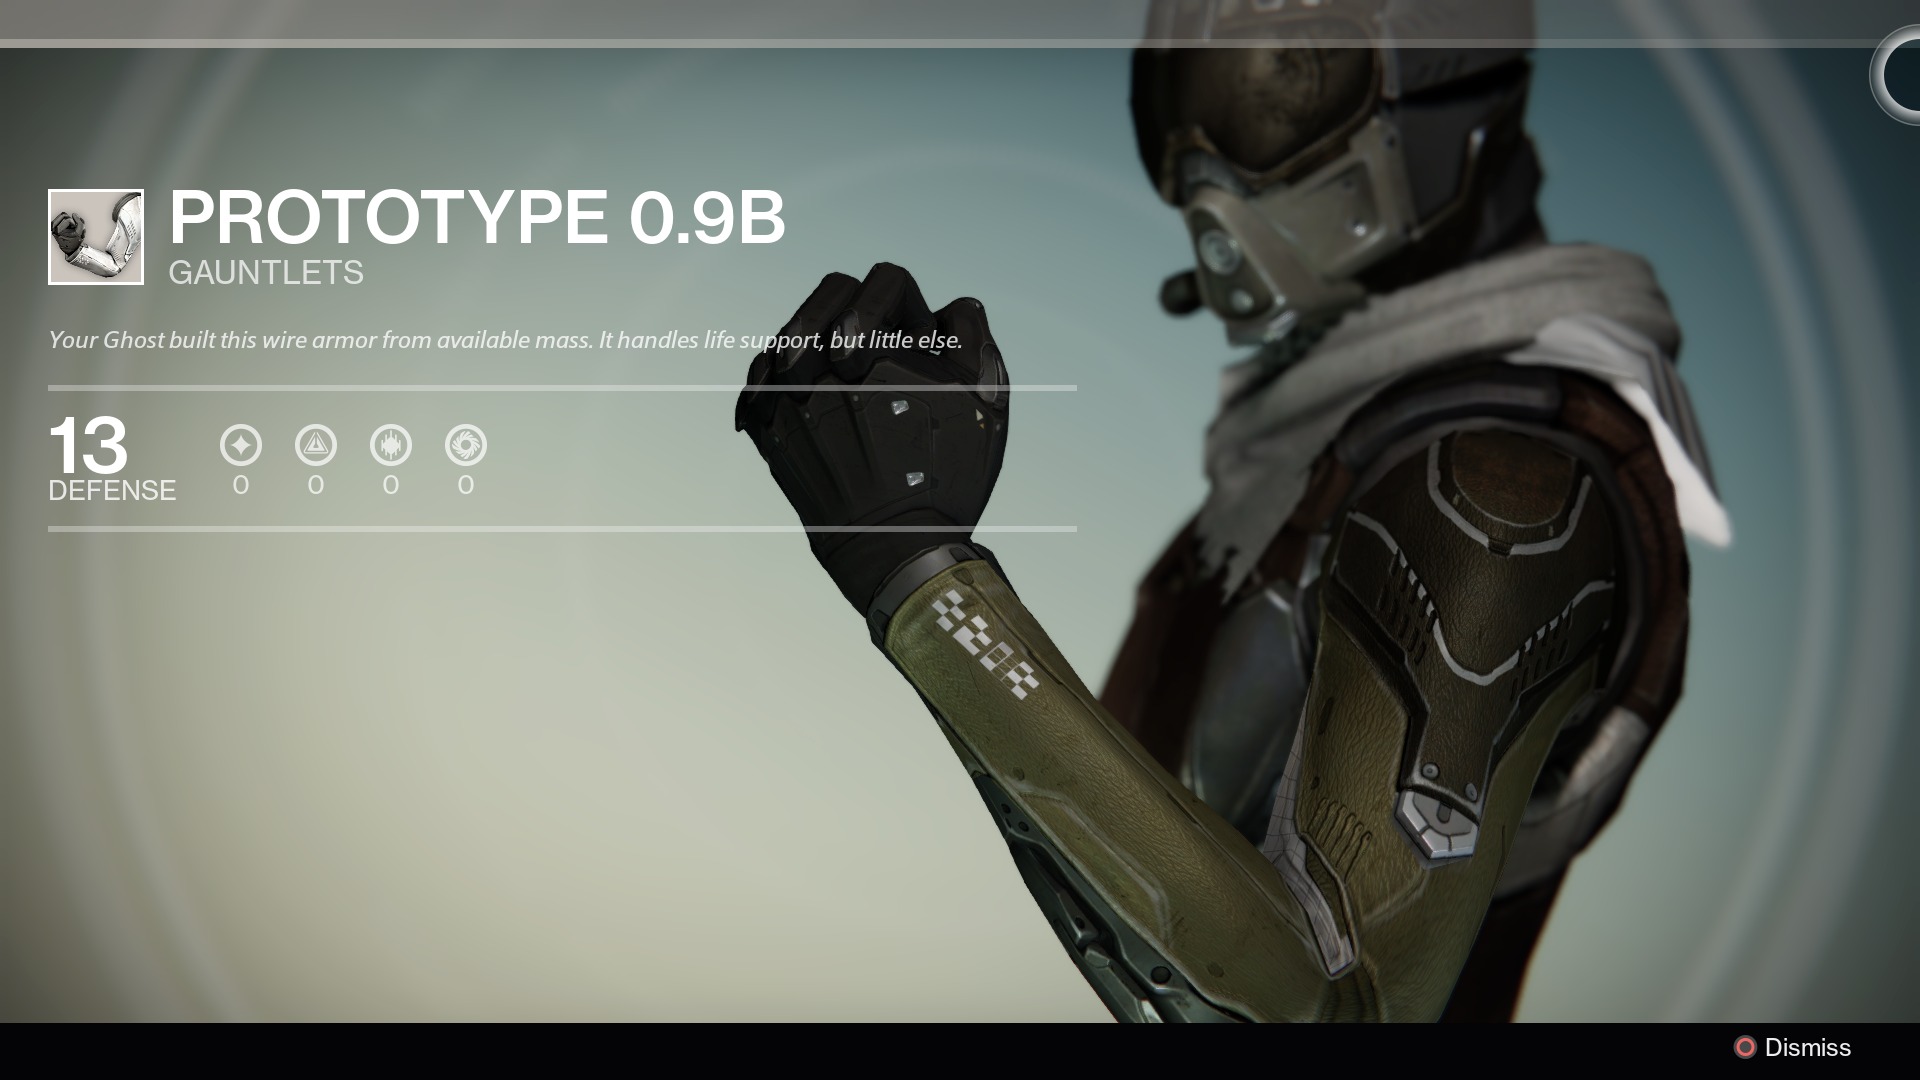 PROTOTYPE 0.9B
GAUNTLETS
Your Ghost built this wire armor from available mass. It handles life support, but little else.
13
DEFENSE
0 0 0 0
Dismiss